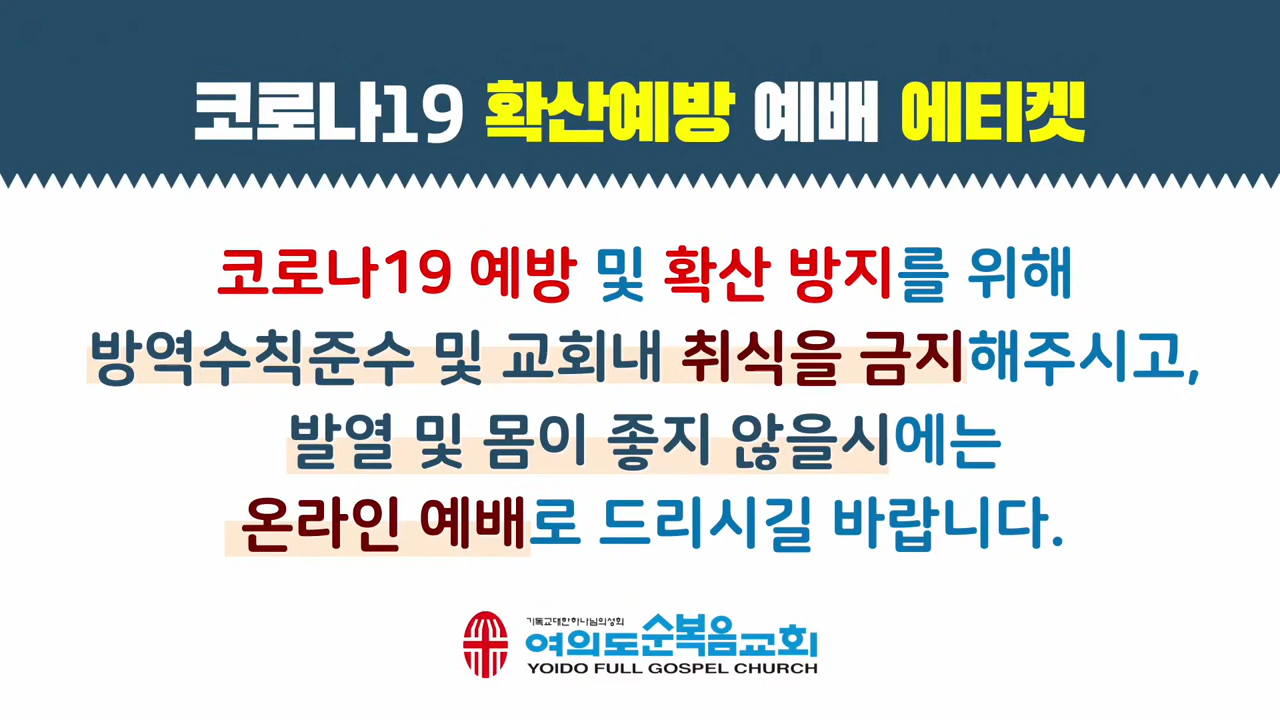 코로나19 확산예방 예배 에티켓
코로나19 예방 및 확산 방지를 위해
방역수칙준수 및 교회내 취식을 금지해주시고,
발열 및 몸이 좋지 않을시에는
온라인 예배로 드리시길 바랍니다.
기독교대한하나님의성회
여의도순복음교회
YOIDO FULL GOSPEL CHURCH